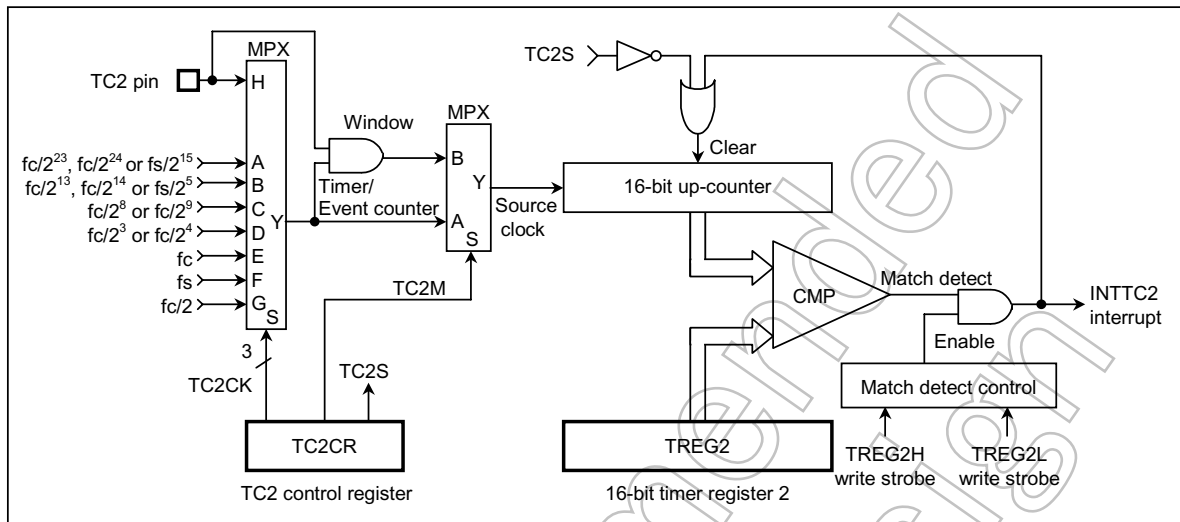 MPX
TC2 pin
H
fc/2^23, fc/2^24 or fs/2^15
A
fc/2^13, fc/2^14 or fs/2^5
B
fc/2^8 or fc/2^9
C
Y
fc/2^3 or fc/2^4
D
fc
E
fs
F
fc/2
G
S
3
TC2CK
Window
Timer/
Event counter
MPX
B
Y
A
S
TC2M
TC2S
TC2CR
TC2 control register
Source
clock
TC2S
Clear
16-bit up-counter
CMP
Match detect
INTTC2
interrupt
Enable
Match detect control
TREG2H
write strobe
TREG2L
write strobe
TREG2
16-bit timer register 2
mended
esign